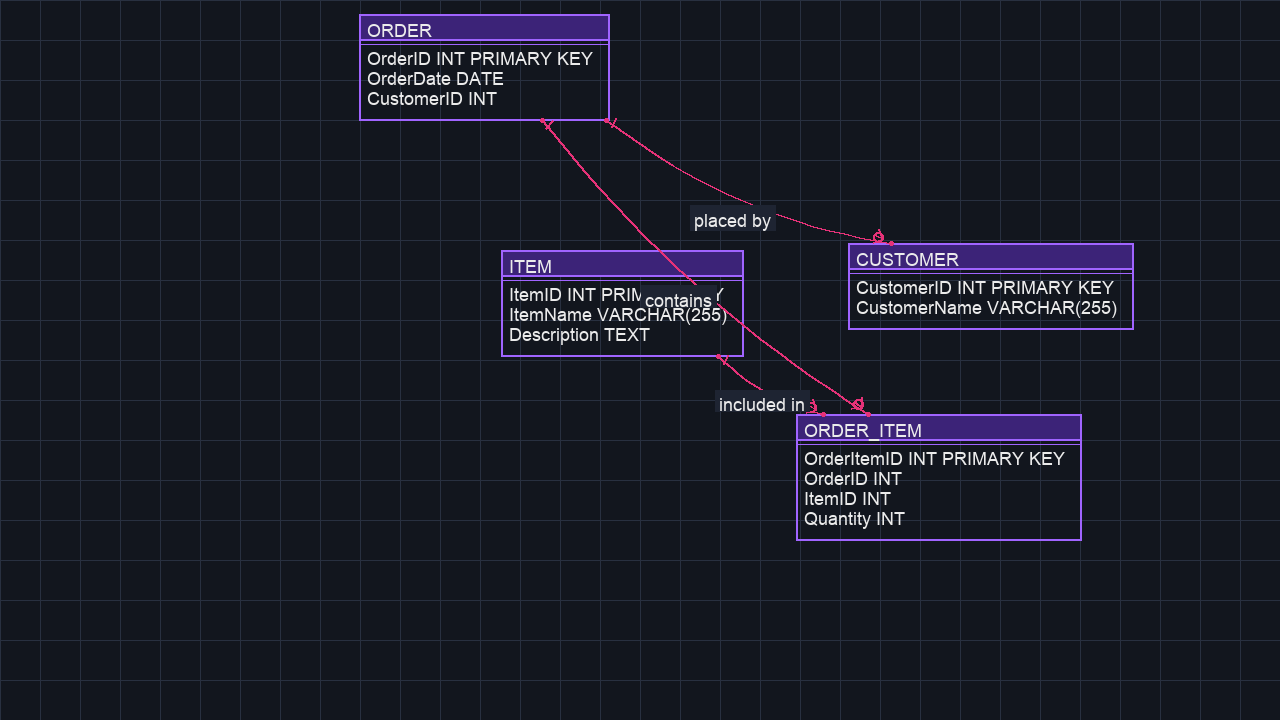 ORDER
OrderID INT PRIMARY KEY
OrderDate DATE
CustomerID INT
placed by
CUSTOMER
CustomerID INT PRIMARY KEY
CustomerName VARCHAR(255)
ITEM
ItemID INT
contains
ItemName VARCHAR(255)
Description TEXT
included in
ORDER_ITEM
OrderItemID INT PRIMARY KEY
OrderID INT
ItemID INT
Quantity INT